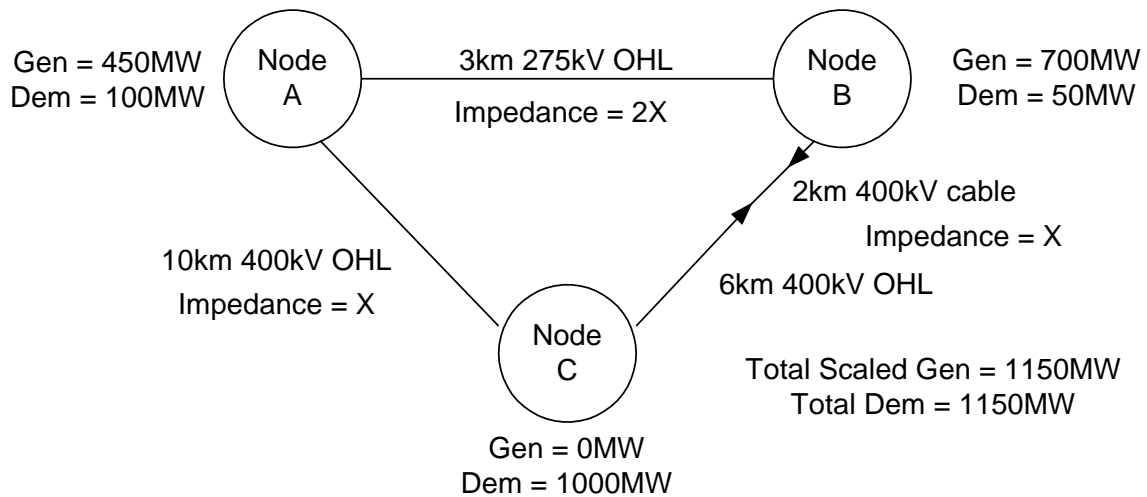 Gen = 450MW
Dem = 100MW
Node
A
3km 275kV OHL
Impedance = 2X
Node
B
Gen = 700MW
Dem = 50MW
2km 400kV cable
Impedance = X
10km 400kV OHL
Impedance = X
6km 400kV OHL
Node
C
Total Scaled Gen = 1150MW
Total Dem = 1150MW
Gen = 0MW
Dem = 1000MW